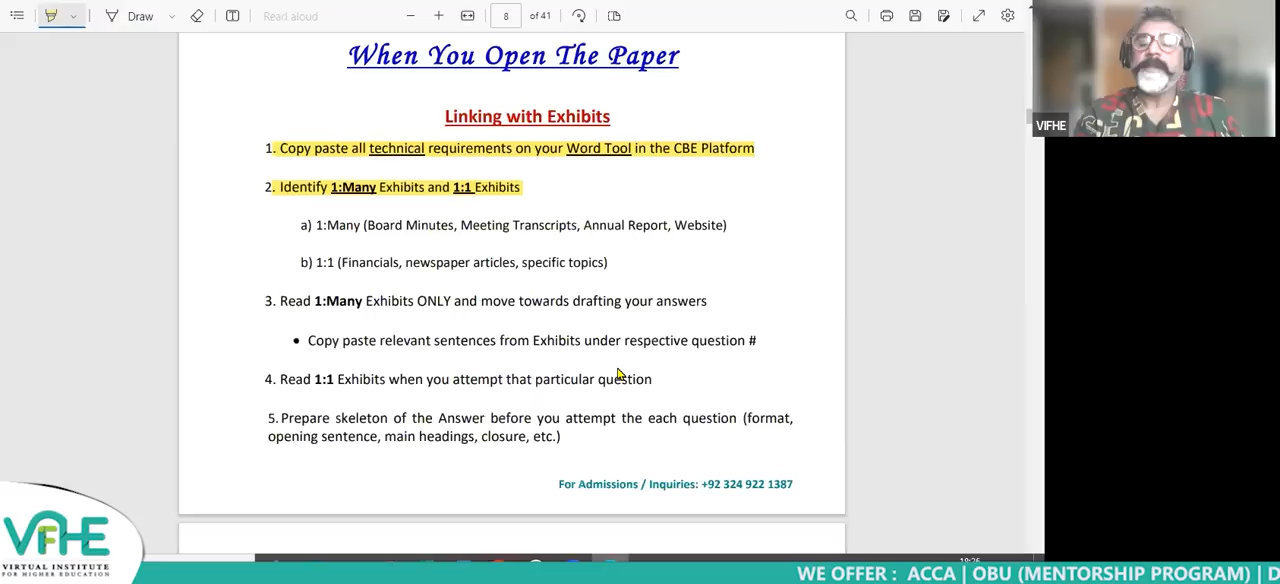 Draw
Read aloud
8
of 41
When You Open The Paper
VIFHE
Linking with Exhibits
1. Copy paste all technical requirements on your Word Tool in the CBE Platform
2. Identify 1:Many Exhibits and 1:1 Exhibits
a) 1:Many (Board Minutes, Meeting Transcripts, Annual Report, Website)
b) 1:1 (Financials, newspaper articles, specific topics)
3. Read 1:Many Exhibits ONLY and move towards drafting your answers
• Copy paste relevant sentences from Exhibits under respective question #
4. Read 1:1 Exhibits when you attempt that particular question
5. Prepare skeleton of the Answer before you attempt the each question (format,
opening sentence, main headings, closure, etc.)
For Admissions / Inquiries: +92 324 922 1387
VIFHE
VIRTUAL INSTITUTE
FOR HIGHER EDUCATION
WE OFFER : ACCA | OBU (MENTORSHIP PROGRAM) | D